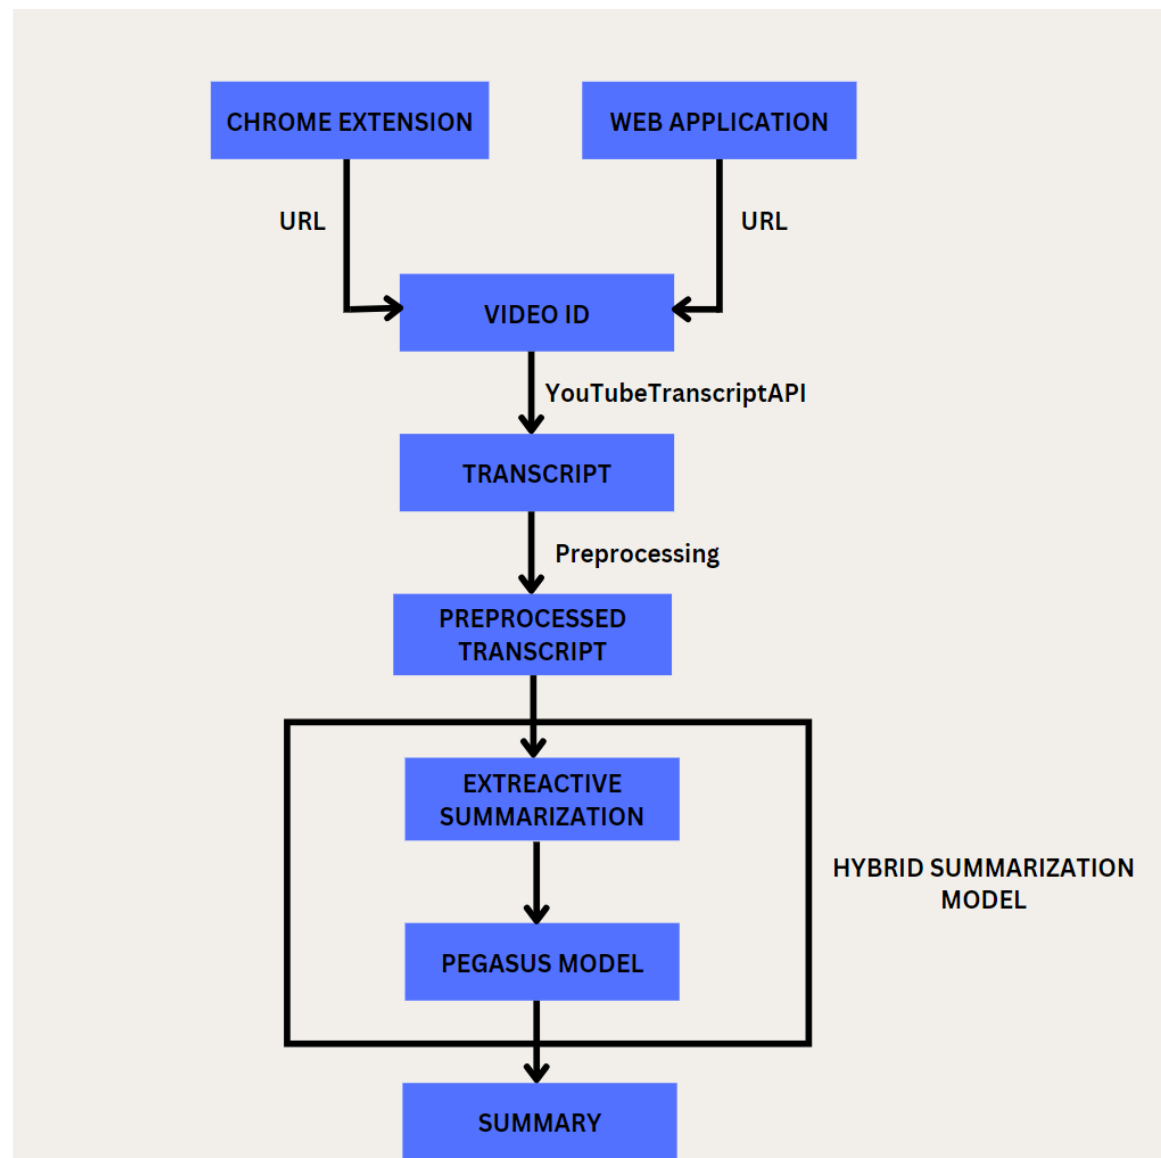 CHROME EXTENSION
WEB APPLICATION
URL
URL
VIDEO ID
YouTubeTranscriptAPI
TRANSCRIPT
Preprocessing
PREPROCESSED
TRANSCRIPT
EXTREACTIVE
SUMMARIZATION
HYBRID SUMMARIZATION
MODEL
PEGASUS MODEL
SUMMARY